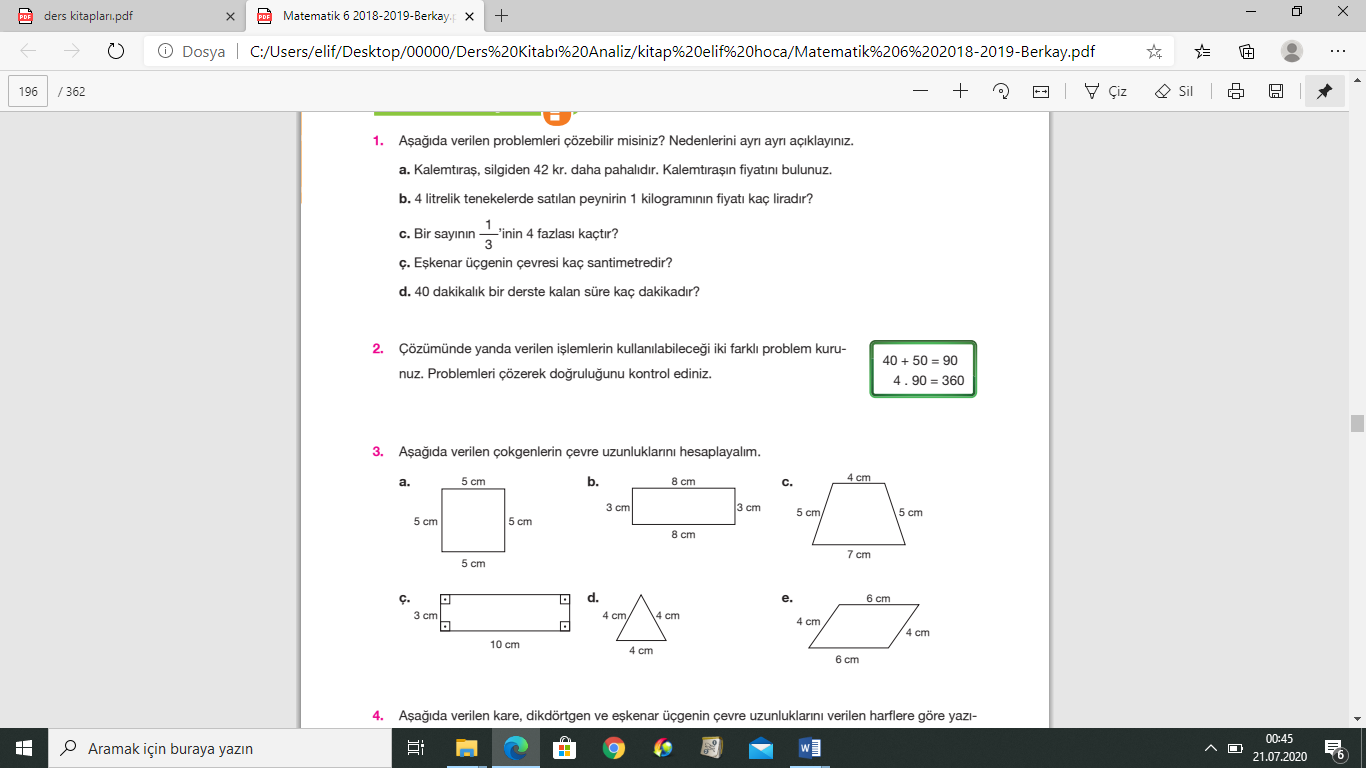 ders kitapları.pdf
Matematik 6 2018-2019-Berkay.p
Dosya
C:/Users/elif/Desktop/00000/Ders%20Kitabı%20Analiz/kitap%20elif%20hoca/Matematik%206%202018-2019-Berkay.pdf
196 / 362
Çiz
Sil
1. Aşağıda verilen problemleri çözebilir misiniz? Nedenlerini ayrı ayrı açıklayınız.
a. Kalemtıraş, silgiden 42 kr. daha pahalıdır. Kalemtıraşın fiyatını bulunuz.
b. 4 litrelik tenekelerde satılan peynirin 1 kilogramının fiyatı kaç liradır?
c. Bir sayının 1/3'inin 4 fazlası kaçtır?
ç. Eşkenar üçgenin çevresi kaç santimetredir?
d. 40 dakikalık bir derste kalan süre kaç dakikadır?
2. Çözümünde yanda verilen işlemlerin kullanılabileceği iki farklı problem kuru-
nuz. Problemleri çözerek doğruluğunu kontrol ediniz.
40 + 50 = 90
4 . 90 = 360
3. Aşağıda verilen çokgenlerin çevre uzunluklarını hesaplayalım.
a.
5 cm
5 cm
5 cm
5 cm
b.
8 cm
3 cm
3 cm
8 cm
c.
4 cm
5 cm
5 cm
7 cm
ç.
3 cm
10 cm
d.
4 cm
4 cm
4 cm
e.
6 cm
4 cm
4 cm
6 cm
4. Aşağıda verilen kare, dikdörtgen ve eşkenar üçgenin çevre uzunluklarını verilen harflere göre yazı-
Aramak için buraya yazın
00:45
21.07.2020
6